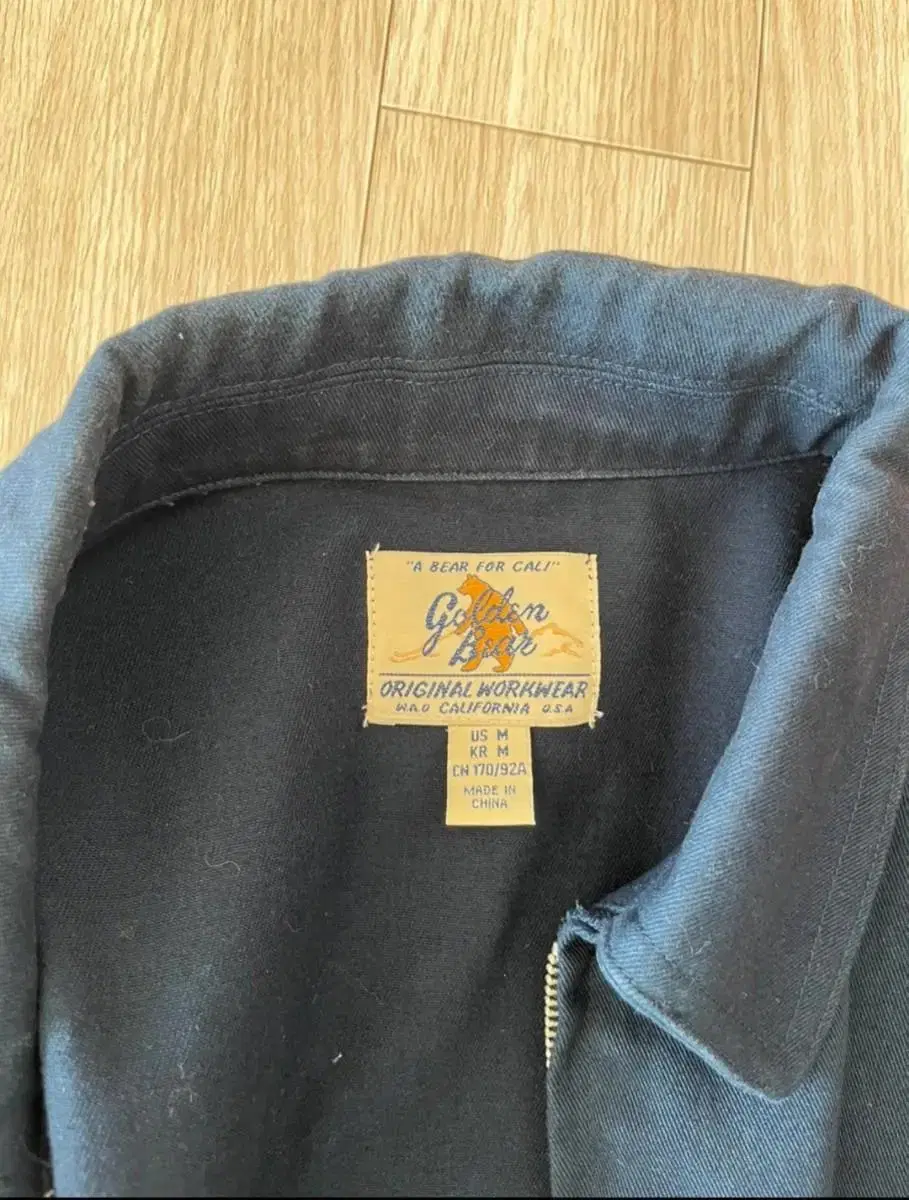 "A BEAR FOR CALI"
Golden
Bear
ORIGINAL WORKWEAR
W.A.O CALIFORNIA U.S.A
US M
KR M
CN 170/92A
MADE IN
CHINA